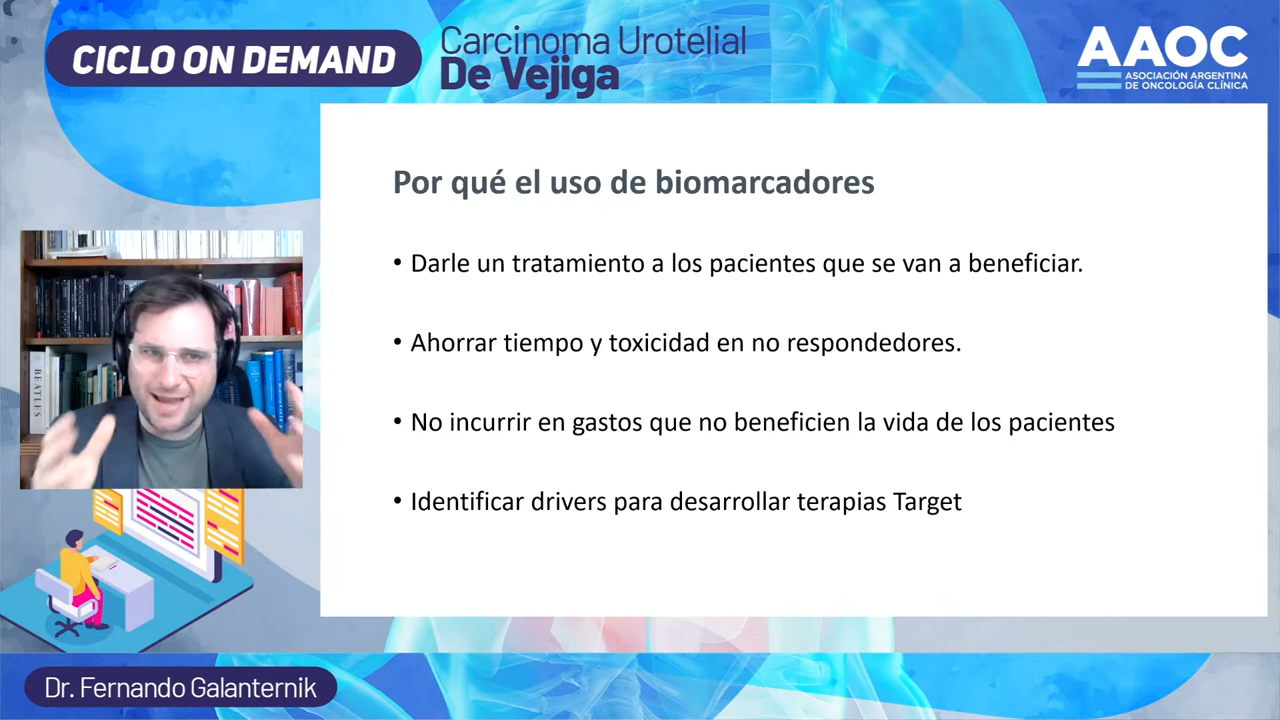 CICLO ON DEMAND
Carcinoma Urotelial
De Vejiga
AAOC
ASOCIACIÓN ARGENTINA
DE ONCOLOGÍA CLÍNICA
Por qué el uso de biomarcadores
• Darle un tratamiento a los pacientes que se van a beneficiar.
• Ahorrar tiempo y toxicidad en no respondedores.
• No incurrir en gastos que no beneficien la vida de los pacientes
• Identificar drivers para desarrollar terapias Target
BEATLES
Dr. Fernando Galanternik